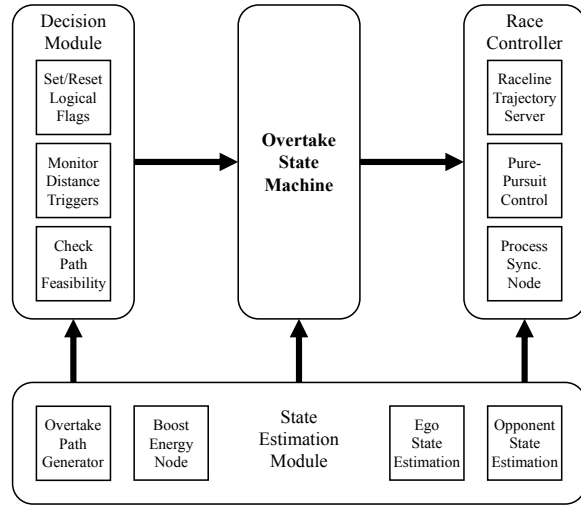 Decision
Module
Set/Reset
Logical
Flags
Monitor
Distance
Triggers
Check
Path
Feasibility
Overtake
State
Machine
Race
Controller
Raceline
Trajectory
Server
Pure-
Pursuit
Control
Process
Sync.
Node
Overtake
Path
Generator
Boost
Energy
Node
State
Estimation
Module
Ego
State
Estimation
Opponent
State
Estimation